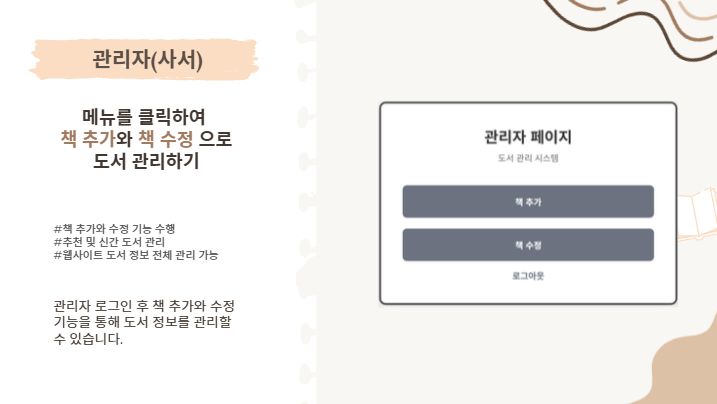 관리자(사서)
메뉴를 클릭하여
책 추가와 책 수정 으로
도서 관리하기
#책 추가와 수정 기능 수행
#추천 및 신간 도서 관리
#웹사이트 도서 정보 전체 관리 가능
관리자 로그인 후 책 추가와 수정
기능을 통해 도서 정보를 관리할
수 있습니다.
관리자 페이지
도서 관리 시스템
책 추가
책 수정
로그아웃